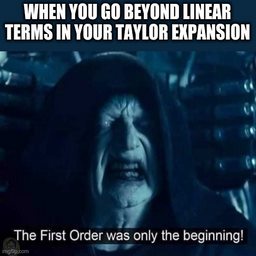 WHEN YOU GO BEYOND LINEAR
TERMS IN YOUR TAYLOR EXPANSION
The First Order was only the beginning!
imgflip.com